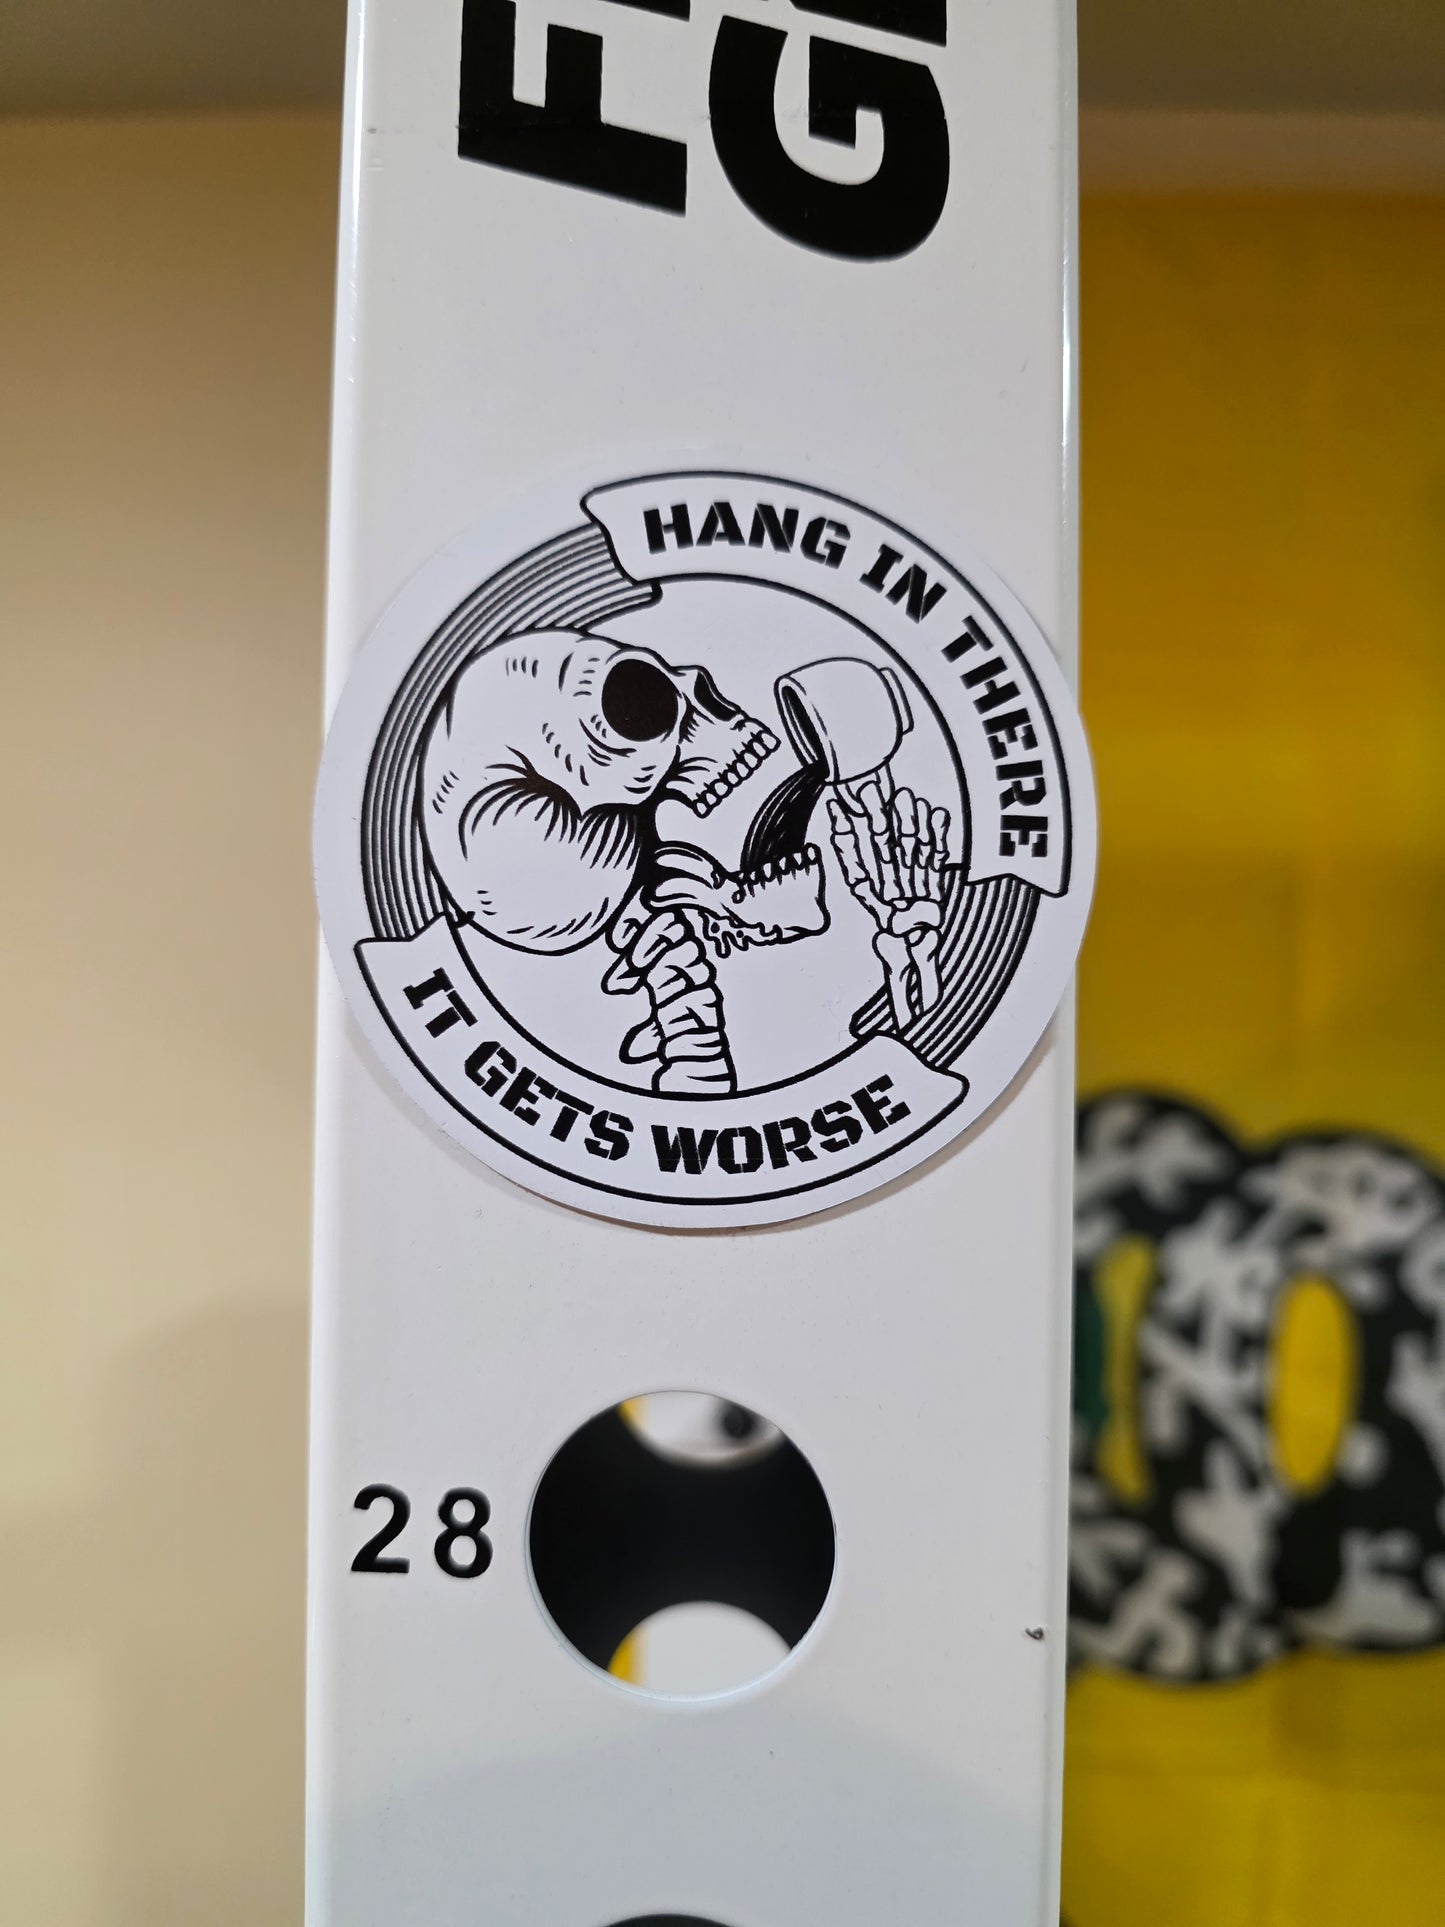 HANG IN THERE
IT GETS WORSE
28